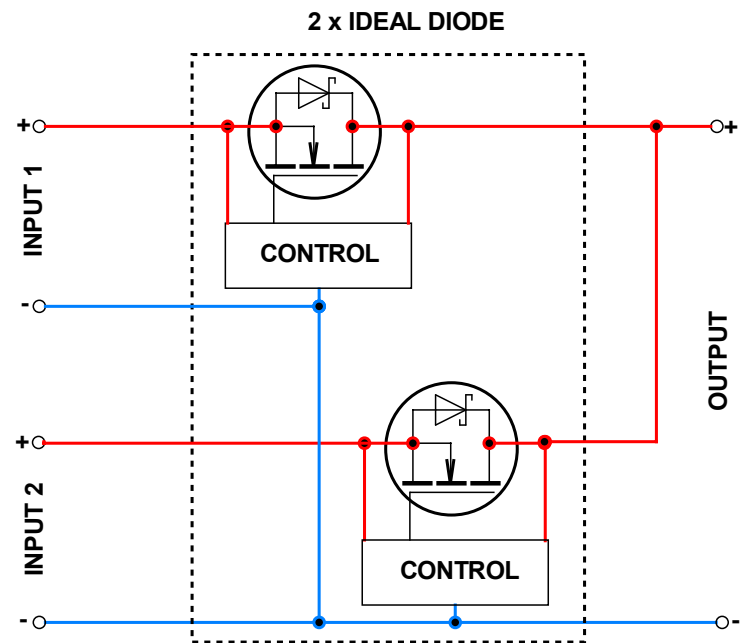 2 x IDEAL DIODE
+
+
INPUT 1
CONTROL
-
OUTPUT
+
INPUT 2
CONTROL
-
-